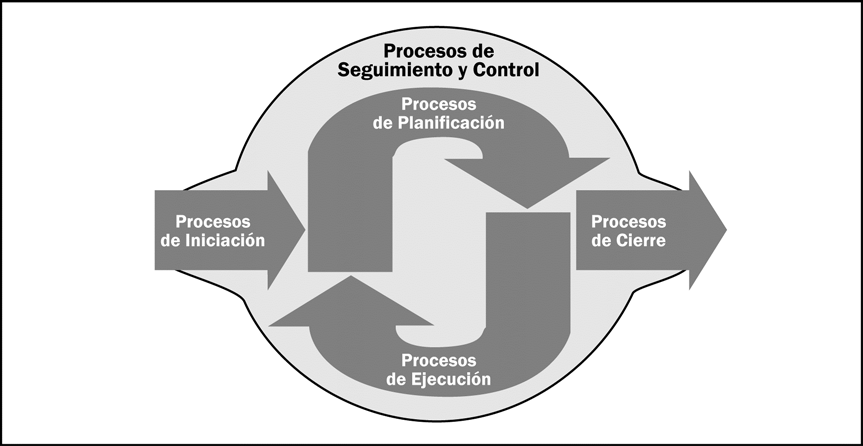 Procesos de
Seguimiento y Control
Procesos
de Planificación
Procesos
de Iniciación
Procesos
de Cierre
Procesos
de Ejecución